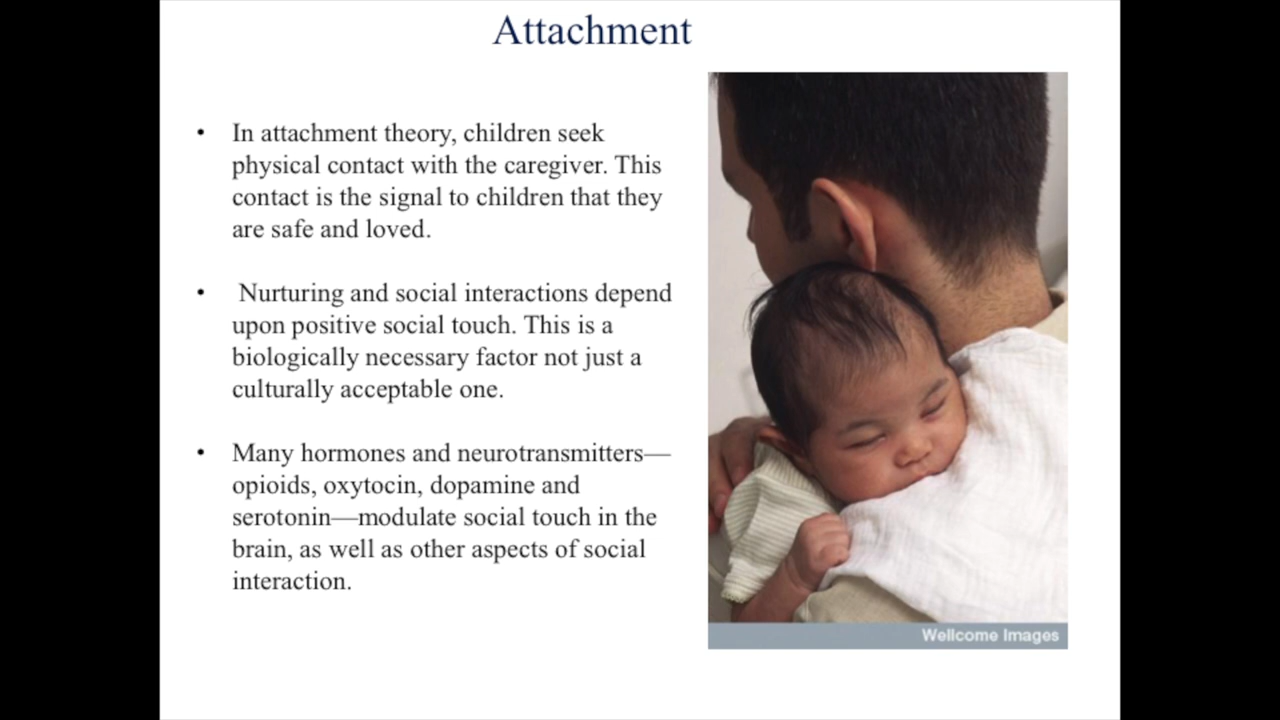 Attachment
• In attachment theory, children seek
physical contact with the caregiver. This
contact is the signal to children that they
are safe and loved.
• Nurturing and social interactions depend
upon positive social touch. This is a
biologically necessary factor not just a
culturally acceptable one.
• Many hormones and neurotransmitters—
opioids, oxytocin, dopamine and
serotonin—modulate social touch in the
brain, as well as other aspects of social
interaction.
Wellcome Images